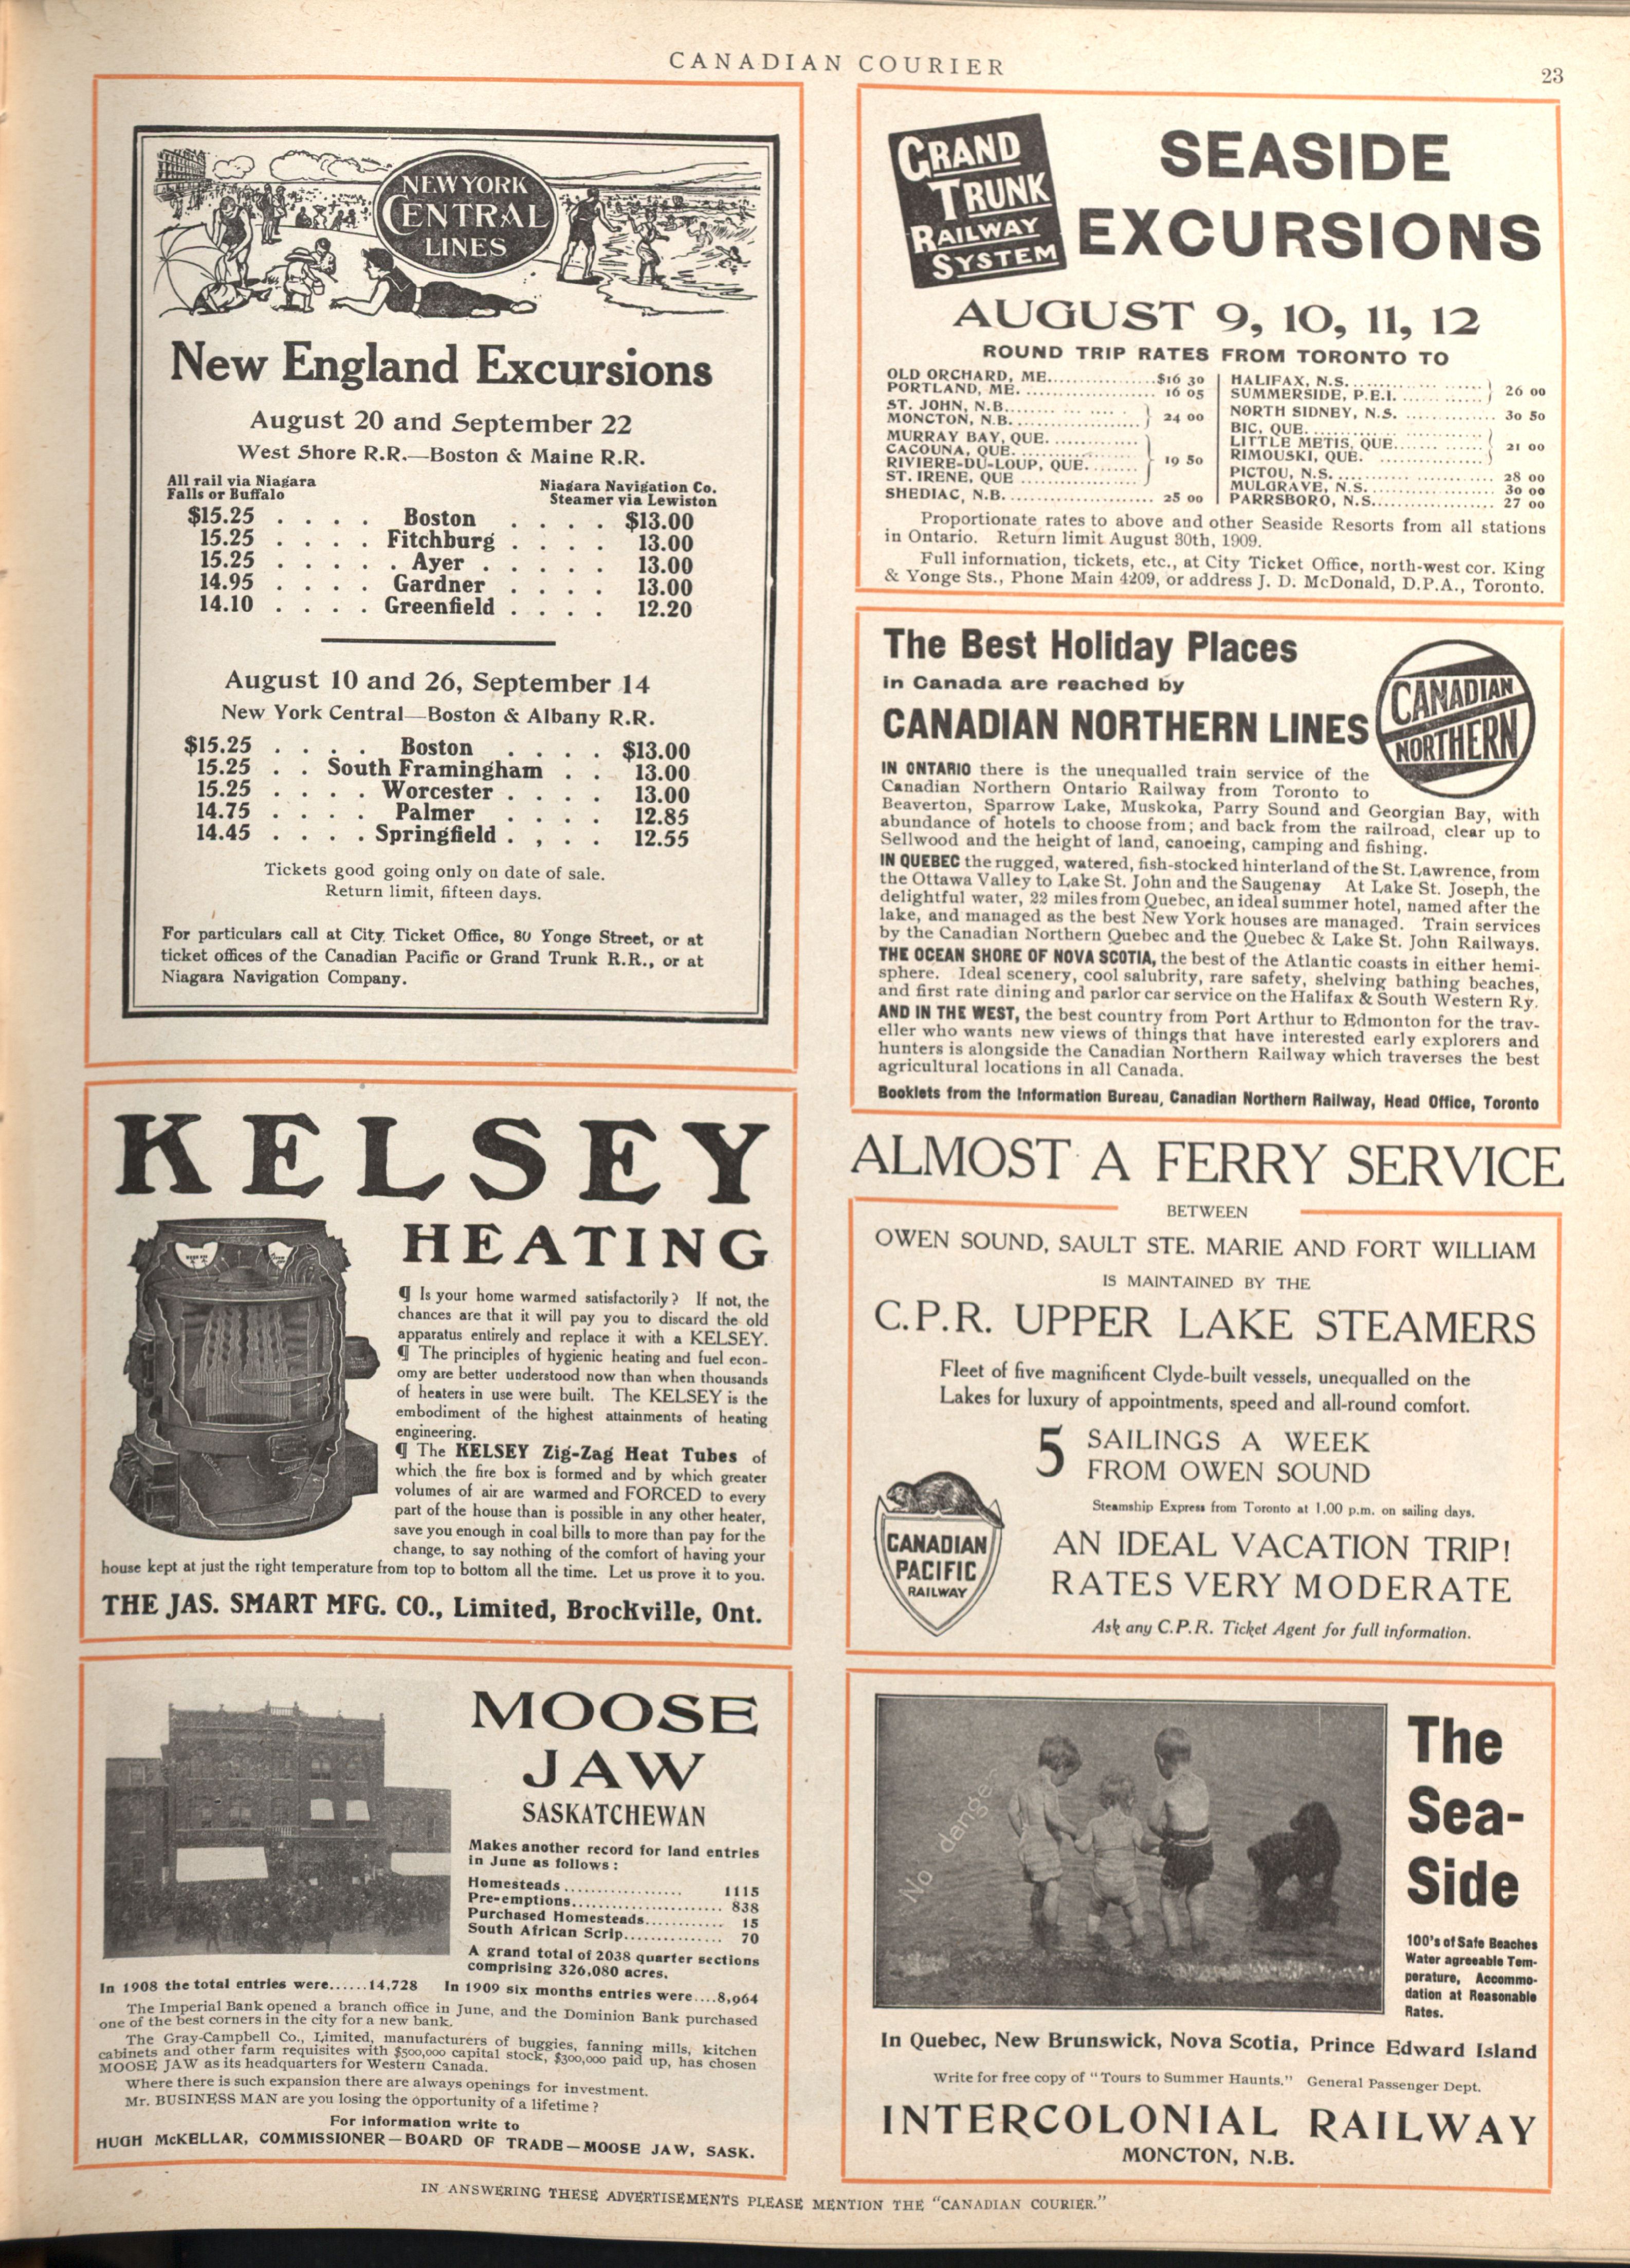 CANADIAN COURIER
23
NEW YORK
CENTRAL
LINES
New England Excursions
August 20 and September 22
West Shore R.R.—Boston & Maine R.R.
All rail via Niagara
Falls or Buffalo
Niagara Navigation Co.
Steamer via Lewiston
$15.25 . . . . Boston . . . . $13.00
15.25 . . . . Fitchburg . . . . 13.00
15.25 . . . . . Ayer . . . . . 13.00
14.95 . . . . Gardner . . . . 13.00
14.10 . . . . Greenfield . . . . 12.20
August 10 and 26, September 14
New York Central—Boston & Albany R.R.
$15.25 . . . . Boston . . . . $13.00
15.25 . . South Framingham . . 13.00
15.25 . . . . Worcester . . . . 13.00
14.75 . . . . Palmer . . . . 12.85
14.45 . . . . Springfield . , . . 12.55
Tickets good going only on date of sale.
Return limit, fifteen days.
For particulars call at City Ticket Office, 80 Yonge Street, or at
ticket offices of the Canadian Pacific or Grand Trunk R.R., or at
Niagara Navigation Company.
KELSEY
HEATING
¶ Is your home warmed satisfactorily? If not, the
chances are that it will pay you to discard the old
apparatus entirely and replace it with a KELSEY.
¶ The principles of hygienic heating and fuel econ-
omy are better understood now than when thousands
of heaters in use were built. The KELSEY is the
embodiment of the highest attainments of heating
engineering.
¶ The KELSEY Zig-Zag Heat Tubes of
which the fire box is formed and by which greater
volumes of air are warmed and FORCED to every
part of the house than is possible in any other heater,
save you enough in coal bills to more than pay for the
change, to say nothing of the comfort of having your
house kept at just the right temperature from top to bottom all the time. Let us prove it to you.
THE JAS. SMART MFG. CO., Limited, Brockville, Ont.
MOOSE
JAW
SASKATCHEWAN
Makes another record for land entries
in June as follows:
Homesteads .................. 1115
Pre-emptions........................ 838
Purchased Homesteads............ 15
South African Scrip............... 70
A grand total of 2038 quarter sections
comprising 326,080 acres.
In 1908 the total entries were......14,728 In 1909 six months entries were....8,964
The Imperial Bank opened a branch office in June, and the Dominion Bank purchased
one of the best corners in the city for a new bank.
The Gray-Campbell Co., Limited, manufacturers of buggies, fanning mills, kitchen
cabinets and other farm requisites with $500,000 capital stock, $300,000 paid up, has chosen
MOOSE JAW as its headquarters for Western Canada.
Where there is such expansion there are always openings for investment.
Mr. BUSINESS MAN are you losing the opportunity of a lifetime?
For information write to
HUGH McKELLAR, COMMISSIONER—BOARD OF TRADE—MOOSE JAW, SASK.
GRAND
TRUNK
RAILWAY
SYSTEM
SEASIDE
EXCURSIONS
AUGUST 9, 10, 11, 12
ROUND TRIP RATES FROM TORONTO TO
OLD ORCHARD, ME...............$16 30
PORTLAND, ME. .................... 16 05
ST. JOHN, N.B......................
MONCTON, N.B. .................... } 24 00
MURRAY BAY, QUE. .............
CACOUNA, QUE....................
RIVIERE-DU-LOUP, QUE. ....... } 19 50
ST. IRENE, QUE ...................
SHEDIAC, N.B. ...................... 25 00
HALIFAX, N.S. .....................
SUMMERSIDE, P.E.I. ............ } 26 00
NORTH SIDNEY, N.S. .............. 30 50
BIC, QUE. ..........................
LITTLE METIS, QUE............... } 21 00
RIMOUSKI, QUE. ..................
PICTOU, N.S. ........................ 28 00
MULGRAVE, N.S. ................... 30 00
PARRSBORO, N.S. .................. 27 00
Proportionate rates to above and other Seaside Resorts from all stations
in Ontario. Return limit August 30th, 1909.
Full information, tickets, etc., at City Ticket Office, north-west cor. King
& Yonge Sts., Phone Main 4209, or address J. D. McDonald, D.P.A., Toronto.
The Best Holiday Places
in Canada are reached by
CANADIAN NORTHERN LINES
CANADIAN
NORTHERN
IN ONTARIO there is the unequalled train service of the
Canadian Northern Ontario Railway from Toronto to
Beaverton, Sparrow Lake, Muskoka, Parry Sound and Georgian Bay, with
abundance of hotels to choose from; and back from the railroad, clear up to
Sellwood and the height of land, canoeing, camping and fishing.
IN QUEBEC the rugged, watered, fish-stocked hinterland of the St. Lawrence, from
the Ottawa Valley to Lake St. John and the Saugenay At Lake St. Joseph, the
delightful water, 22 miles from Quebec, an ideal summer hotel, named after the
lake, and managed as the best New York houses are managed. Train services
by the Canadian Northern Quebec and the Quebec & Lake St. John Railways.
THE OCEAN SHORE OF NOVA SCOTIA, the best of the Atlantic coasts in either hemi-
sphere. Ideal scenery, cool salubrity, rare safety, shelving bathing beaches,
and first rate dining and parlor car service on the Halifax & South Western Ry.
AND IN THE WEST, the best country from Port Arthur to Edmonton for the trav-
eller who wants new views of things that have interested early explorers and
hunters is alongside the Canadian Northern Railway which traverses the best
agricultural locations in all Canada.
Booklets from the Information Bureau, Canadian Northern Railway, Head Office, Toronto
ALMOST A FERRY SERVICE
BETWEEN
OWEN SOUND, SAULT STE. MARIE AND FORT WILLIAM
IS MAINTAINED BY THE
C.P.R. UPPER LAKE STEAMERS
Fleet of five magnificent Clyde-built vessels, unequalled on the
Lakes for luxury of appointments, speed and all-round comfort.
5 SAILINGS A WEEK
FROM OWEN SOUND
Steamship Express from Toronto at 1.00 p.m. on sailing days.
CANADIAN
PACIFIC
RAILWAY
AN IDEAL VACATION TRIP!
RATES VERY MODERATE
Ask any C.P.R. Ticket Agent for full information.
No danger
The
Sea-
Side
100's of Safe Beaches
Water agreeable Tem-
perature, Accommo-
dation at Reasonable
Rates.
In Quebec, New Brunswick, Nova Scotia, Prince Edward Island
Write for free copy of "Tours to Summer Haunts." General Passenger Dept.
INTERCOLONIAL RAILWAY
MONCTON, N.B.
IN ANSWERING THESE ADVERTISEMENTS PLEASE MENTION THE "CANADIAN COURIER."